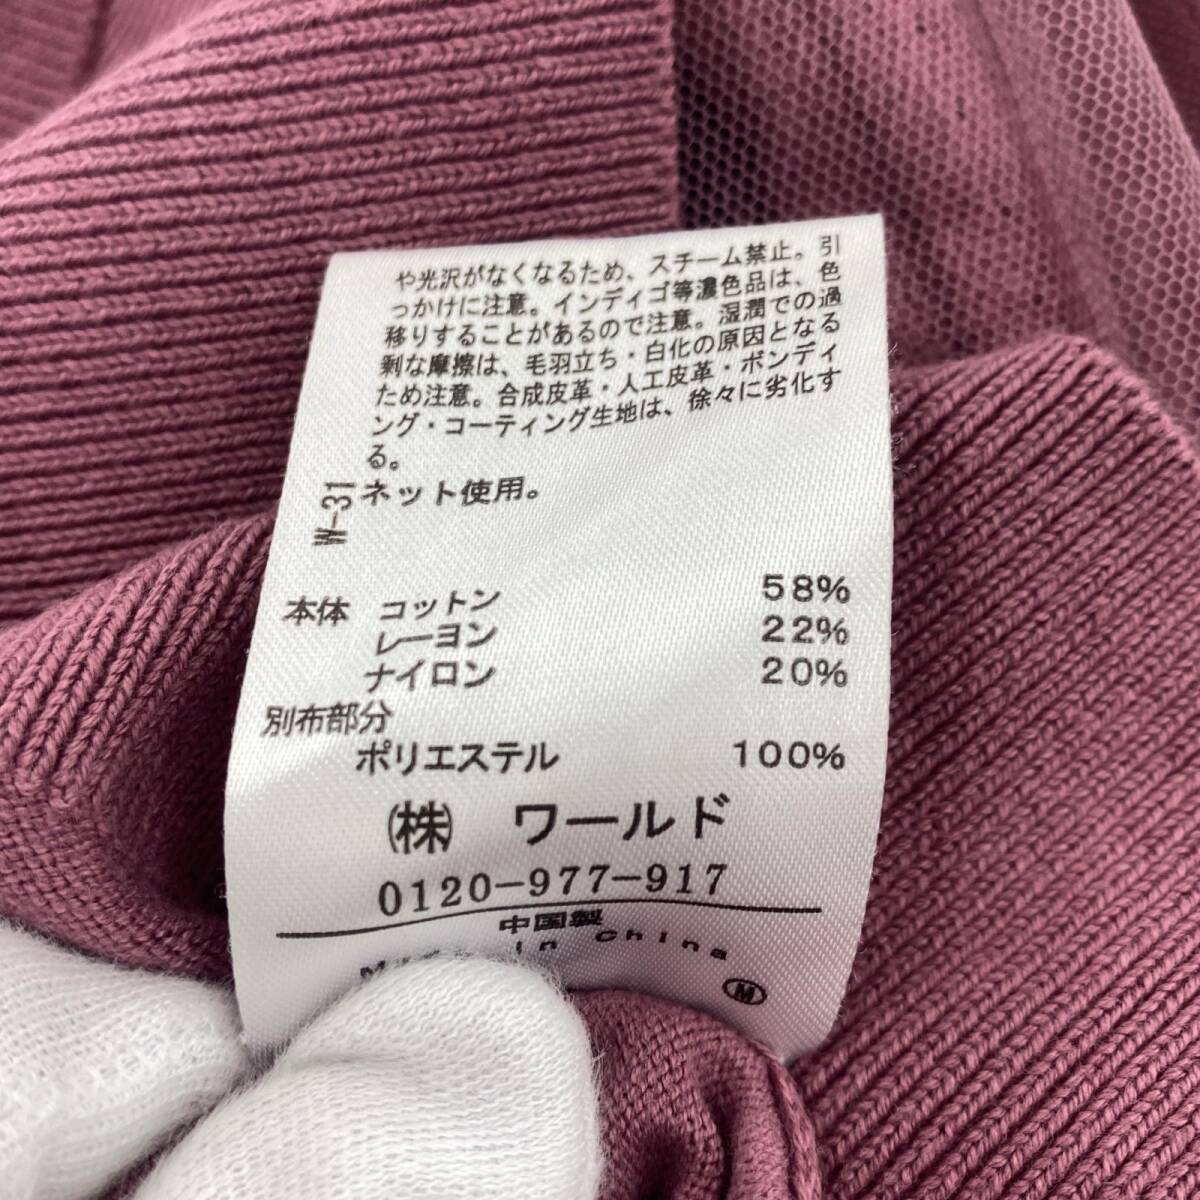 や光沢がなくなるため、スチーム禁止。引
っかけに注意。インディゴ等濃色品は、色
移りすることがあるので注意。湿潤での過
剰な摩擦は、毛羽立ち・白化の原因となる
ため注意。合成皮革・人工皮革・ボンディ
ング・コーティング生地は、徐々に劣化す
る。
W-31
ネット使用。
本体 コットン 58%
レーヨン 22%
ナイロン 20%
別布部分
ポリエステル 100%
(株) ワールド
0120-977-917
中国製
in China
M